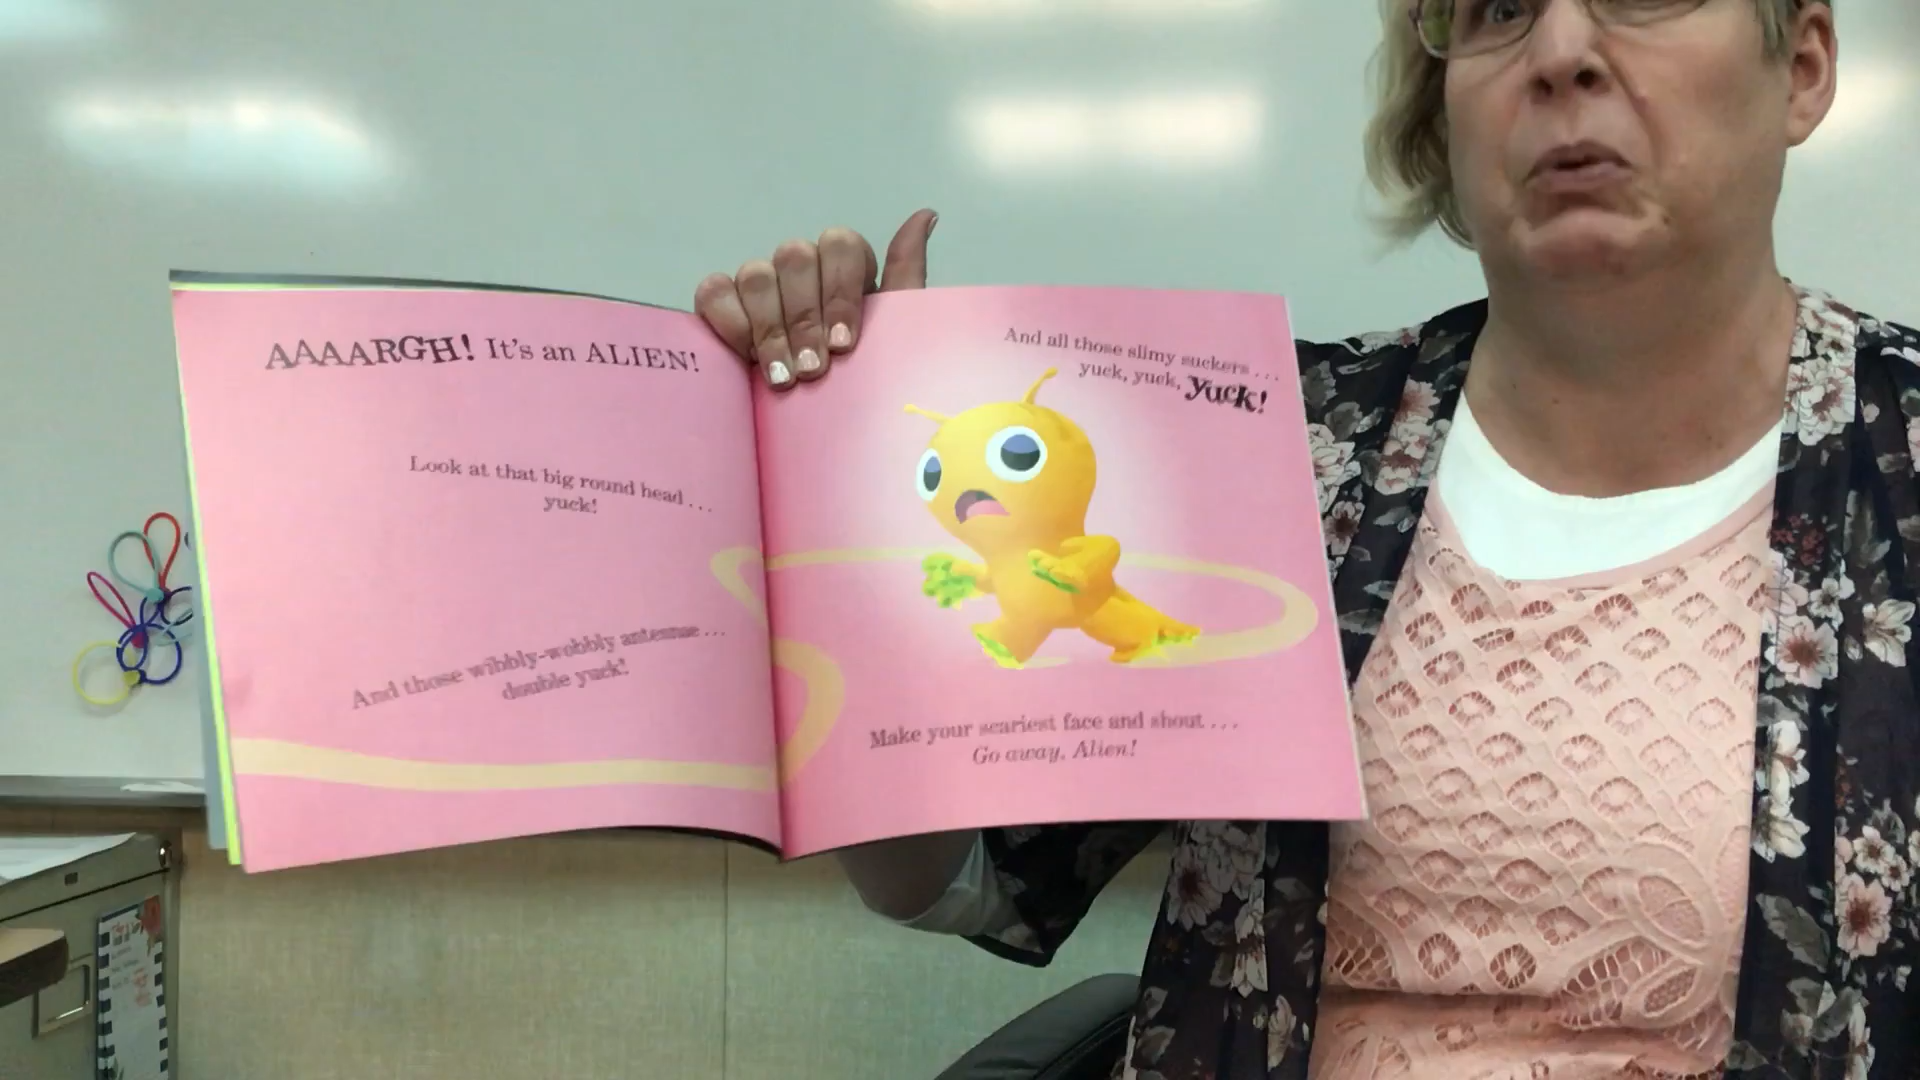 AAAARGH! It's an ALIEN!
Look at that big round head . . .
yuck!
And those wibbly-wobbly antennae . . .
double yuck!
And all those slimy suckers . . .
yuck, yuck, yuck!
Make your scariest face and shout . . .
Go away, Alien!